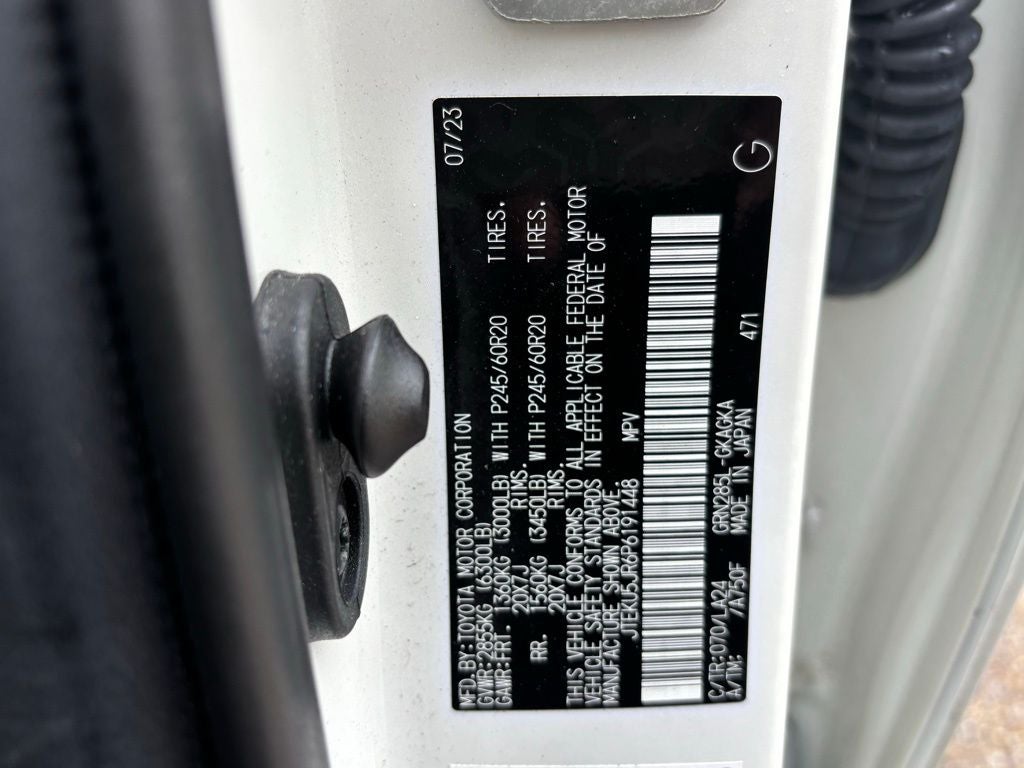 MFD.BY:TOYOTA MOTOR CORPORATION 07/23
GVWR:2855KG (6300LB)
GAWR:FRT. 1360KG (3000LB) WITH P245/60R20 TIRES.
20X7J RIMS.
RR. 1560KG (3450LB) WITH P245/60R20 TIRES.
20X7J RIMS.
THIS VEHICLE CONFORMS TO ALL APPLICABLE FEDERAL MOTOR
VEHICLE SAFETY STANDARDS IN EFFECT ON THE DATE OF
MANUFACTURE SHOWN ABOVE.
JTEKU5JR6P6191448 MPV
C/TR:070/LA24 GRN285L-GKAGKA 471 G
A/TM: /A750F MADE IN JAPAN